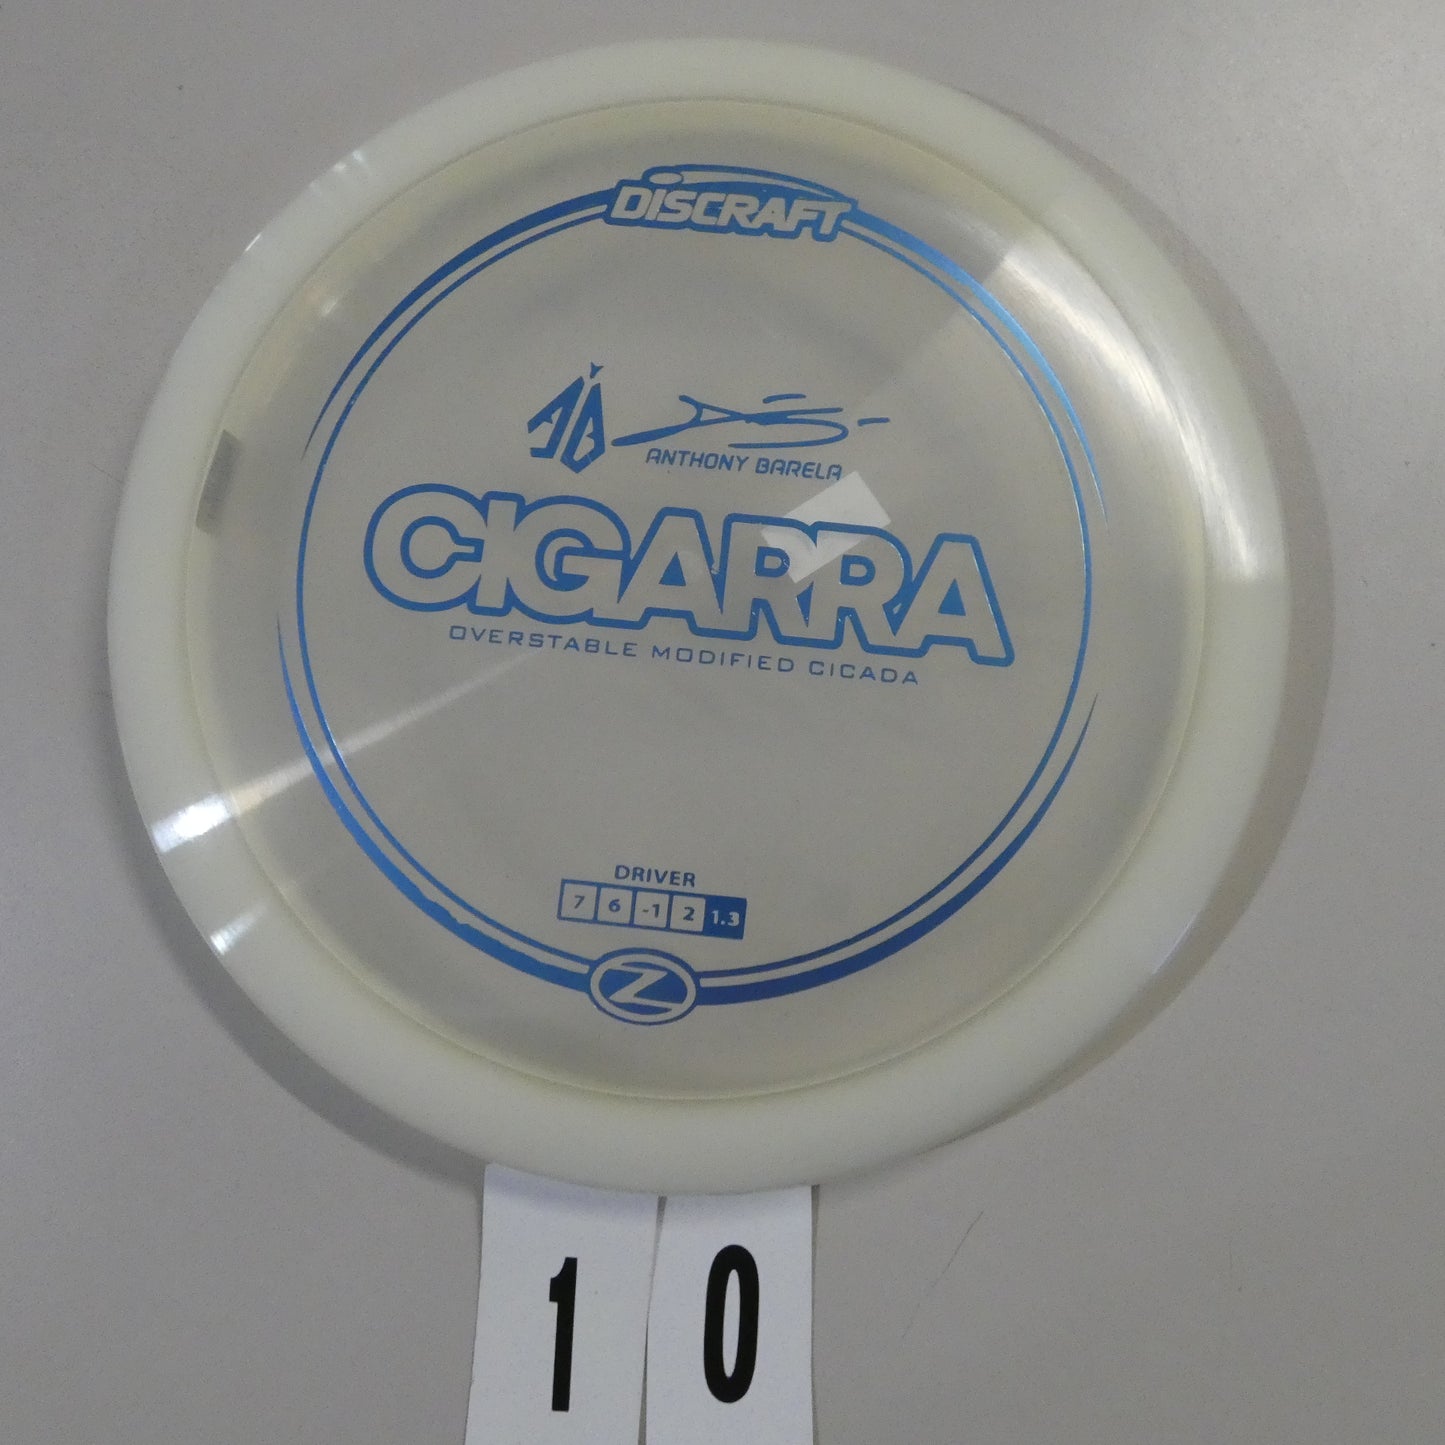 DISCRAFT
AB
ANTHONY BARELA
CIGARRA
OVERSTABLE MODIFIED CICADA
DRIVER
7 6 -1 2 1.3
Z
1 0